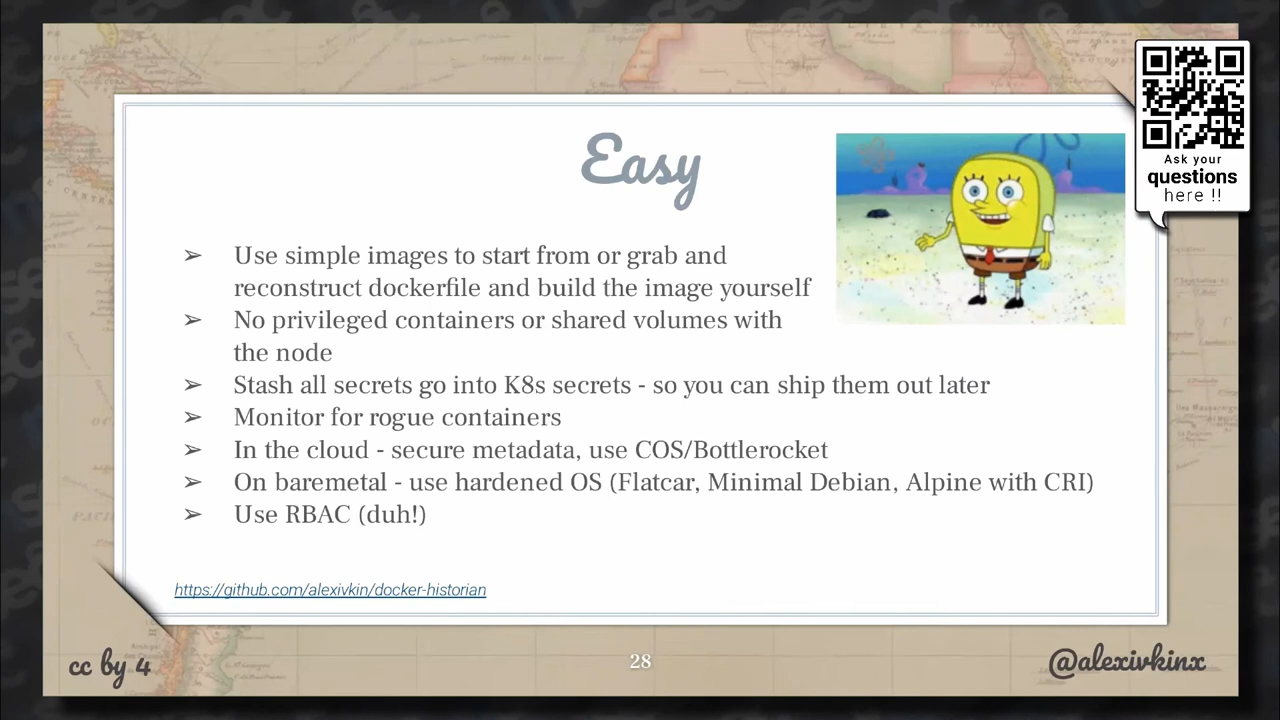 Easy
Ask your
questions
here !!
➢ Use simple images to start from or grab and
reconstruct dockerfile and build the image yourself
➢ No privileged containers or shared volumes with
the node
➢ Stash all secrets go into K8s secrets - so you can ship them out later
➢ Monitor for rogue containers
➢ In the cloud - secure metadata, use COS/Bottlerocket
➢ On baremetal - use hardened OS (Flatcar, Minimal Debian, Alpine with CRI)
➢ Use RBAC (duh!)
https://github.com/alexivkin/docker-historian
cc by 4
28
@alexivkinx